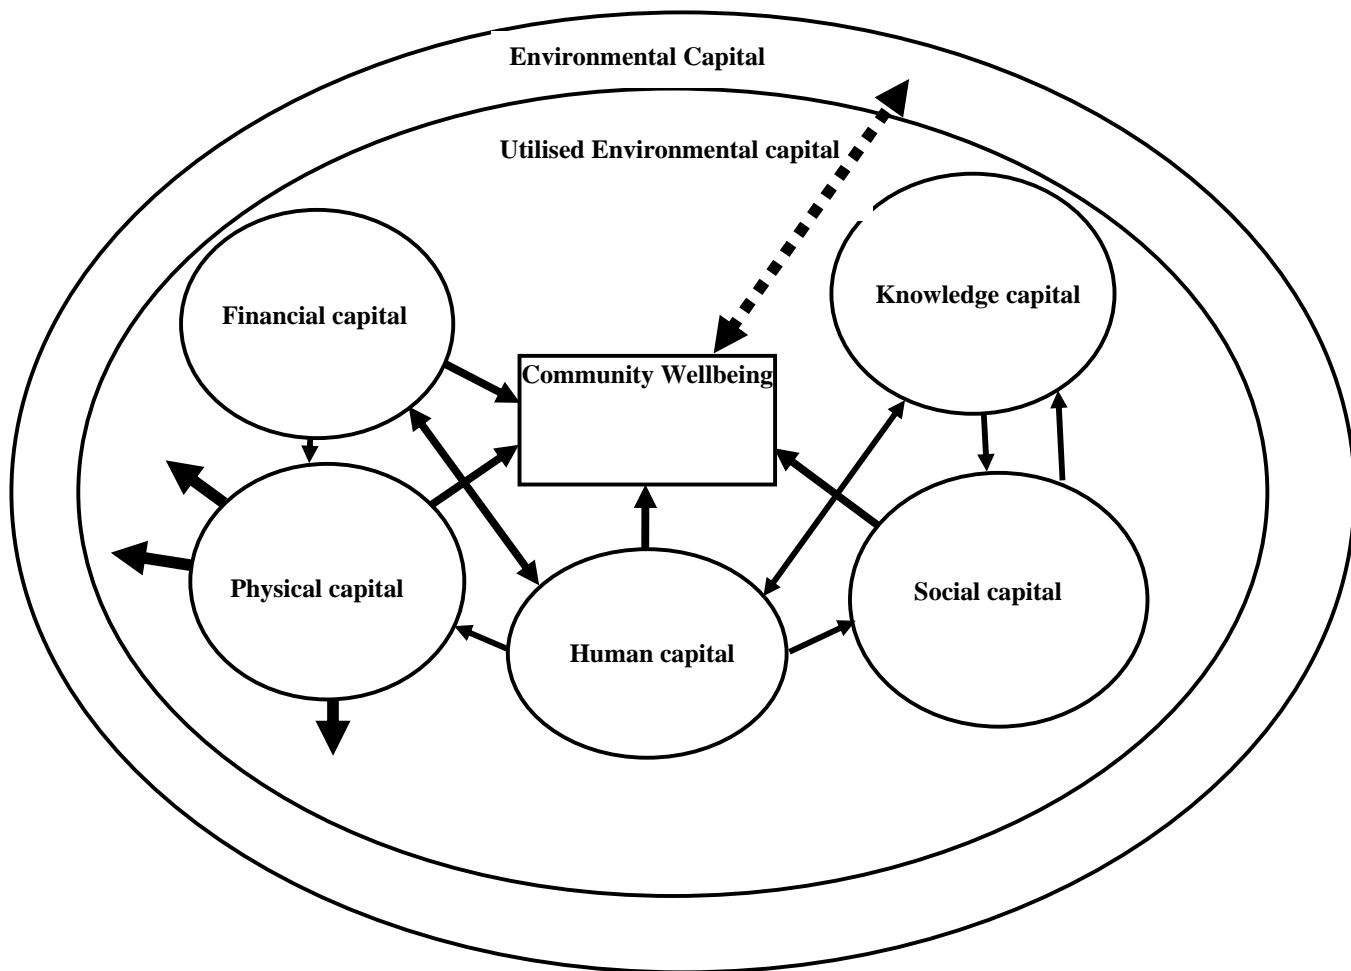 Environmental Capital
Utilised Environmental capital
Knowledge capital
Financial capital
Community Wellbeing
Physical capital
Social capital
Human capital